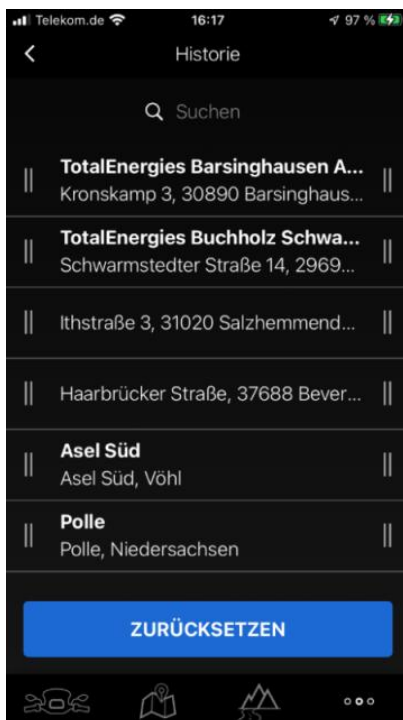 Telekom.de 16:17 97 %
Historie
Suchen
TotalEnergies Barsinghausen A...
Kronskamp 3, 30890 Barsinghaus...
TotalEnergies Buchholz Schwa...
Schwarmstedter Straße 14, 2969...
Ithstraße 3, 31020 Salzhemmend...
Haarbrücker Straße, 37688 Bever...
Asel Süd
Asel Süd, Vöhl
Polle
Polle, Niedersachsen
ZURÜCKSETZEN